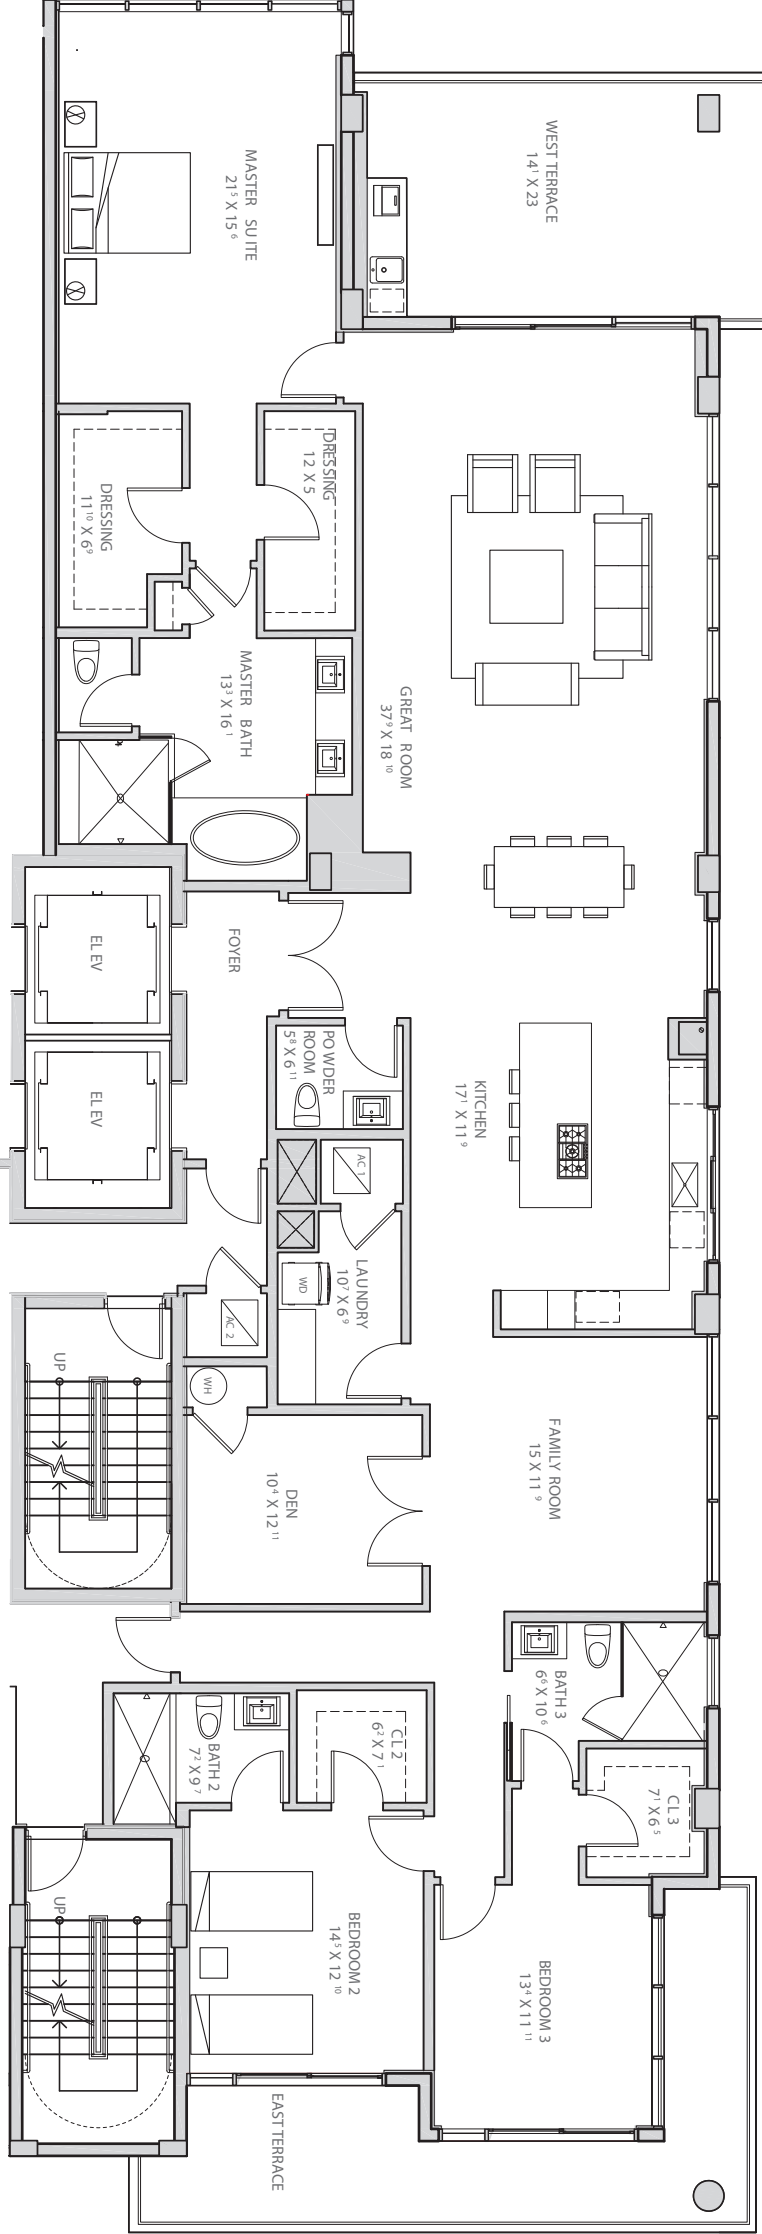 WEST TERRACE
14¹ X 23
MASTER SUITE
21⁵ X 15⁶
DRESSING
12 X 5
DRESSING
11¹⁰ X 6⁹
MASTER BATH
13³ X 16¹
GREAT ROOM
37⁹ X 18¹⁰
ELEV
FOYER
ELEV
POWDER
ROOM
5⁸ X 6¹¹
KITCHEN
17¹ X 11⁹
AC 1
LAUNDRY
10⁷ X 6⁹
WD
AC 2
UP
WH
FAMILY ROOM
15 X 11⁹
DEN
10⁴ X 12¹¹
BATH 3
6⁶ X 10⁶
BATH 2
7² X 9⁷
CL 2
6² X 7¹
CL 3
7¹ X 6⁵
UP
BEDROOM 2
14⁵ X 12¹⁰
BEDROOM 3
13⁴ X 11¹¹
EAST TERRACE